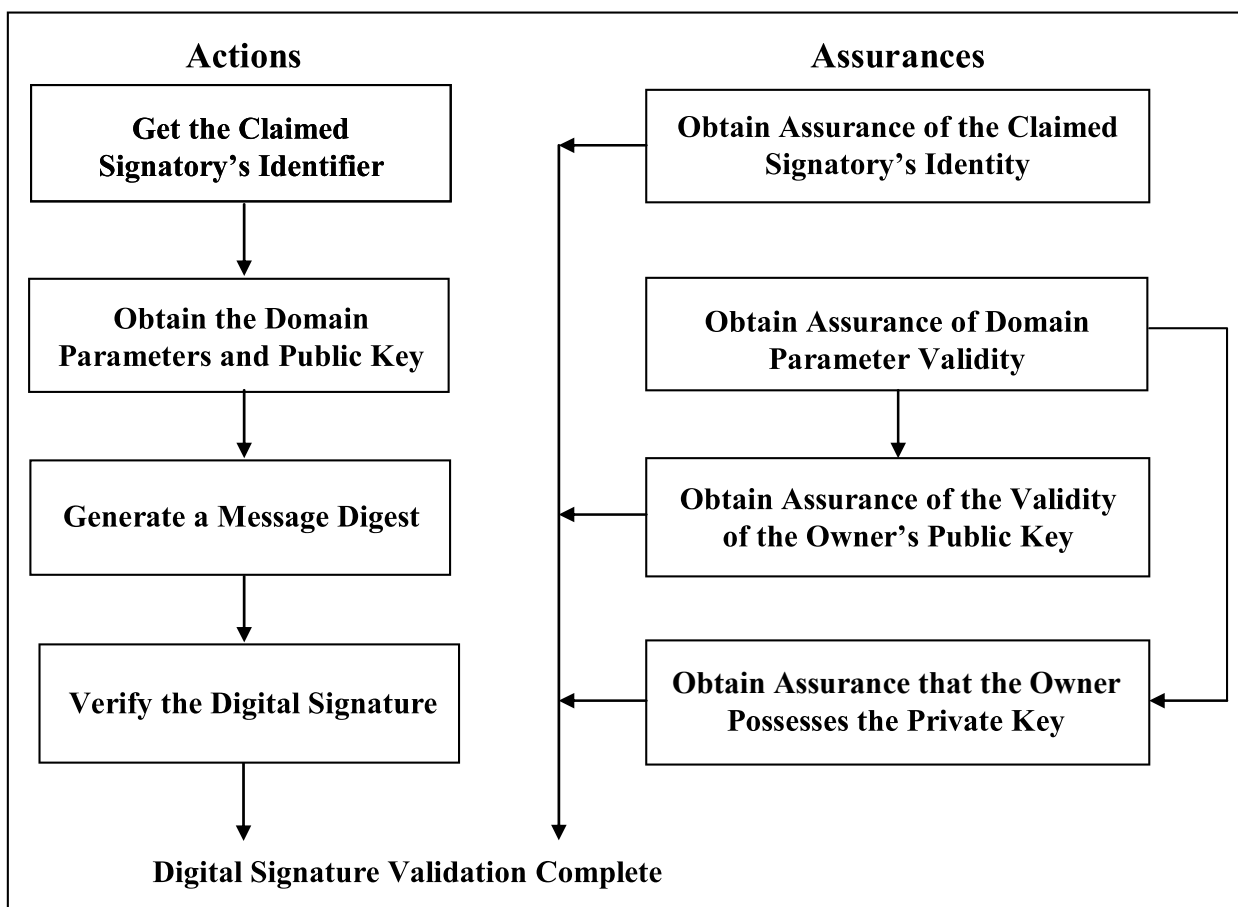 Actions
Get the Claimed
Signatory's Identifier
Obtain the Domain
Parameters and Public Key
Generate a Message Digest
Verify the Digital Signature
Assurances
Obtain Assurance of the Claimed
Signatory's Identity
Obtain Assurance of Domain
Parameter Validity
Obtain Assurance of the Validity
of the Owner's Public Key
Obtain Assurance that the Owner
Possesses the Private Key
Digital Signature Validation Complete